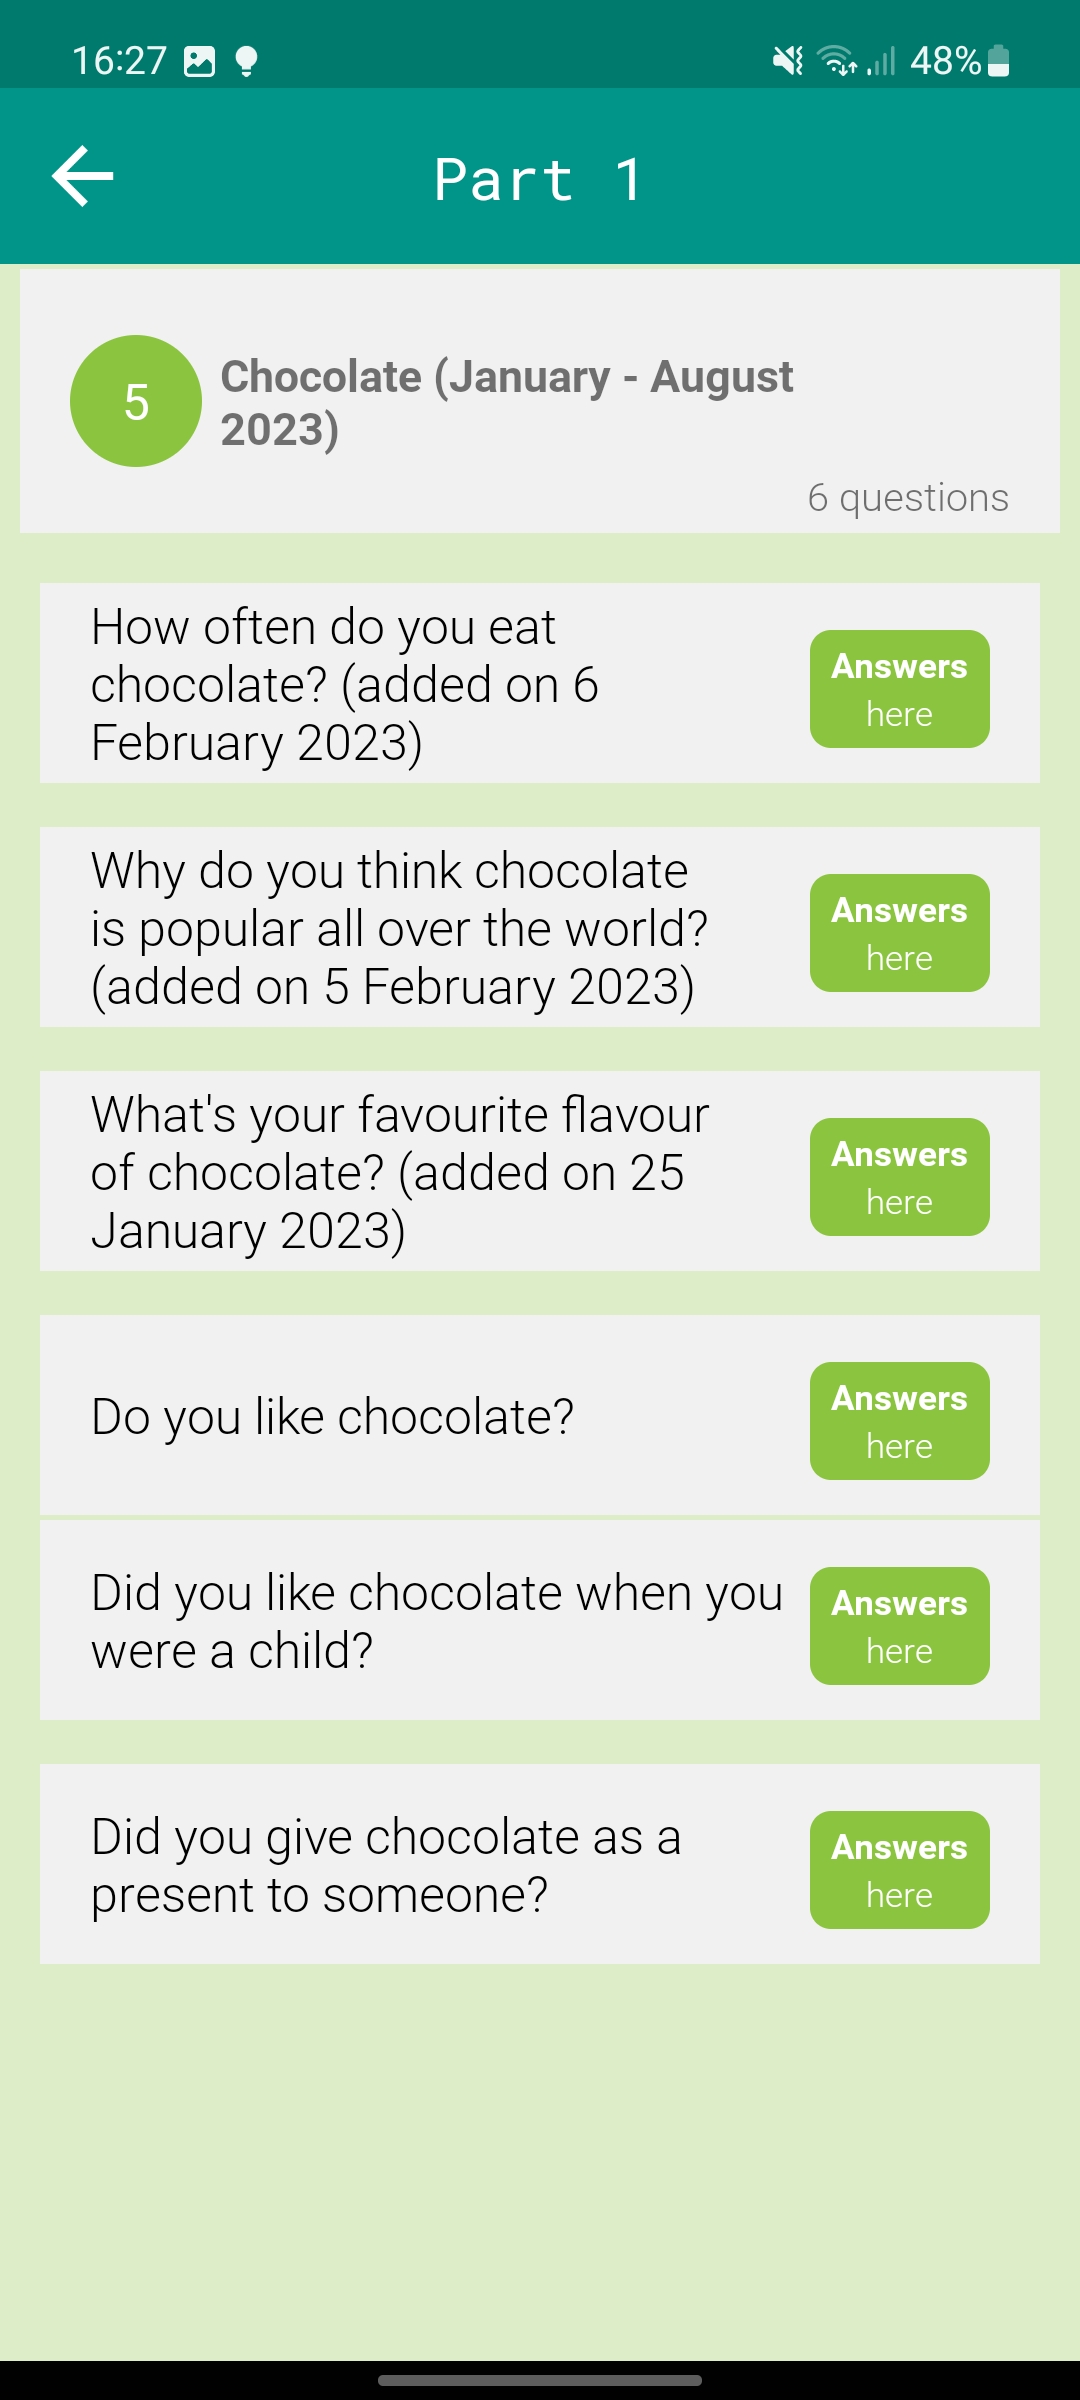 16:27
48%
Part 1
5
Chocolate (January - August
2023)
6 questions
How often do you eat
chocolate? (added on 6
February 2023)
Answers
here
Why do you think chocolate
is popular all over the world?
(added on 5 February 2023)
Answers
here
What's your favourite flavour
of chocolate? (added on 25
January 2023)
Answers
here
Do you like chocolate?
Answers
here
Did you like chocolate when you
were a child?
Answers
here
Did you give chocolate as a
present to someone?
Answers
here